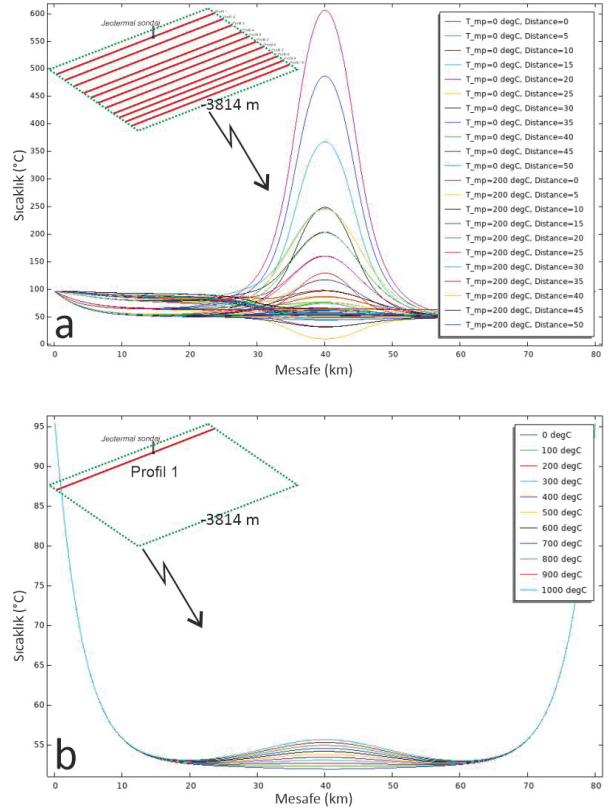 600
550
500
450
400
350
300
250
200
150
100
50
0
Sıcaklık (°C)
Jeotermal sondaj
-3814 m
a
0 10 20 30 40 50 60 70 80
Mesafe (km)
T_mp=0 degC, Distance=0
T_mp=0 degC, Distance=5
T_mp=0 degC, Distance=10
T_mp=0 degC, Distance=15
T_mp=0 degC, Distance=20
T_mp=0 degC, Distance=25
T_mp=0 degC, Distance=30
T_mp=0 degC, Distance=35
T_mp=0 degC, Distance=40
T_mp=0 degC, Distance=45
T_mp=0 degC, Distance=50
T_mp=200 degC, Distance=0
T_mp=200 degC, Distance=5
T_mp=200 degC, Distance=10
T_mp=200 degC, Distance=15
T_mp=200 degC, Distance=20
T_mp=200 degC, Distance=25
T_mp=200 degC, Distance=30
T_mp=200 degC, Distance=35
T_mp=200 degC, Distance=40
T_mp=200 degC, Distance=45
T_mp=200 degC, Distance=50
95
90
85
80
75
70
65
60
55
Sıcaklık (°C)
Jeotermal sondaj
Profil 1
-3814 m
b
0 10 20 30 40 50 60 70 80
Mesafe (km)
0 degC
100 degC
200 degC
300 degC
400 degC
500 degC
600 degC
700 degC
800 degC
900 degC
1000 degC